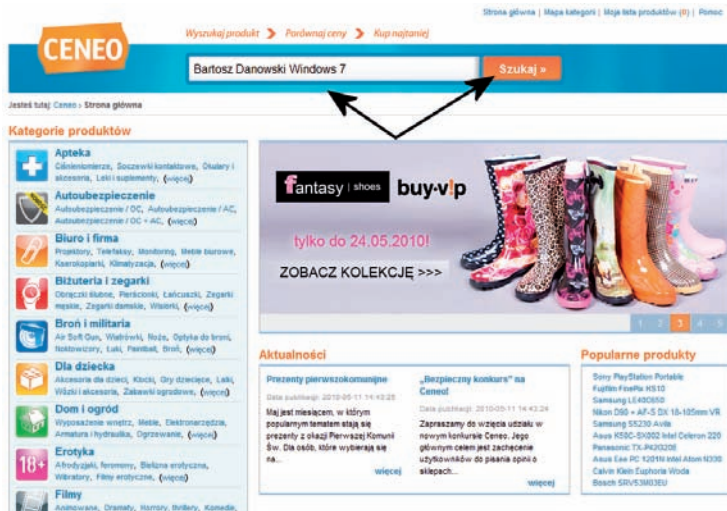 Strona główna | Mapa kategorii | Moja lista produktów (0) | Pomoc
CENEO
Wyszukaj produkt > Porównaj ceny > Kup najtaniej
Bartosz Danowski Windows 7
Szukaj »
Jesteś tutaj: Ceneo › Strona główna
Kategorie produktów
Apteka
Ciśnieniomierze, Soczewki kontaktowe, Okulary i
akcesoria, Leki i suplementy, (więcej)
Autoubezpieczenie
Autoubezpieczenie / OC, Autoubezpieczenie / AC,
Autoubezpieczenie / OC + AC, (więcej)
Biuro i firma
Projektory, Telefaksy, Monitoring, Meble biurowe,
Kserokopiarki, Klimatyzacja, (więcej)
Biżuteria i zegarki
Obrączki ślubne, Pierścionki, Łańcuszki, Zegarki
męskie, Zegarki damskie, Wisiorki, (więcej)
Broń i militaria
Air Soft Gun, Wiatrówki, Noże, Optyka do broni,
Noktowizory, Łuki, Paintball, Broń, (więcej)
Dla dziecka
Akcesoria dla dzieci, Klocki, Gry dziecięce, Lalki,
Wózki i akcesoria, Zabawki ogrodowe, (więcej)
Dom i ogród
Wyposażenie wnętrz, Meble, Elektronarzędzia,
Armatura i hydraulika, Ogrzewanie, (więcej)
18+
Erotyka
Afrodyzjaki, feromony, Bielizna erotyczna,
Wibratory, Filmy erotyczne, (więcej)
Filmy
Animowane, Dramaty, Horrory, thrillery, Komedie,
fantasy | shoes
buy·v!p
tylko do 24.05.2010!
ZOBACZ KOLEKCJĘ >>>
1 2 3 4 5
Aktualności
Prezenty pierwszokomunijne
Data publikacji: 2010-05-11 14:43:25
Maj jest miesiącem, w którym
popularnym tematem stają się
prezenty z okazji Pierwszej Komunii
Św. Dla osób, które wybierają się
na...
więcej
„Bezpieczny konkurs" na
Ceneo!
Data publikacji: 2010-05-11 14:43:24
Zapraszamy do wzięcia udziału w
nowym konkursie Ceneo. Jego
głównym celem jest zachęcenie
użytkowników do pisania opinii o
sklepach...
więcej
Popularne produkty
Sony PlayStation Portable
Fujifilm FinePix HS10
Samsung LE40C650
Nikon D90 + AF-S DX 18-105mm VR
Samsung S5230 Avila
Asus K50C-SX002 Intel Celeron 220
Panasonic TX-P42G20E
Asus Eee PC 1201N Intel Atom N330
Calvin Klein Euphoria Woda
Bosch SRV53M03EU